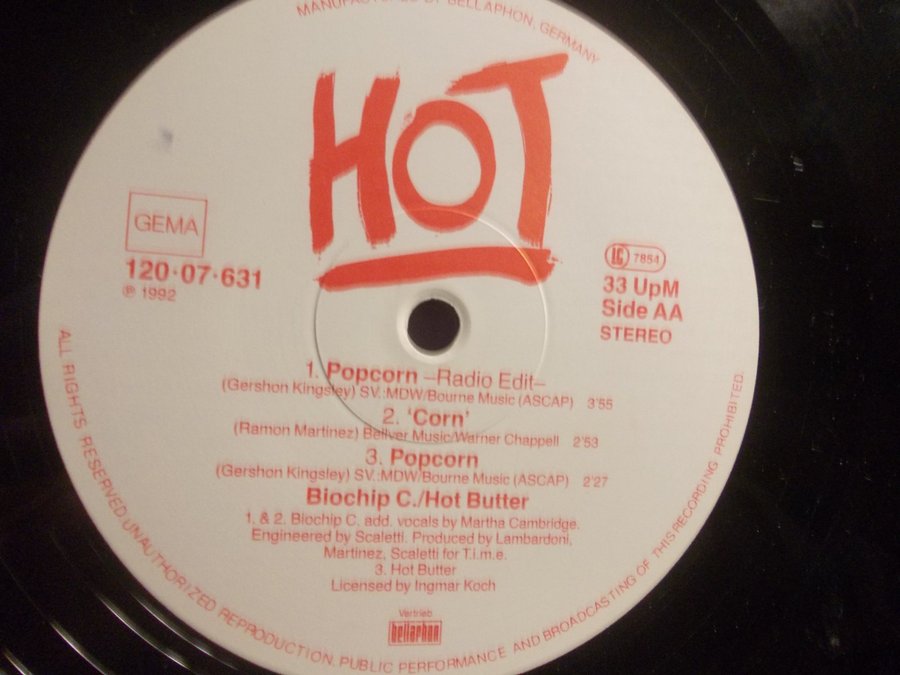 MANUFACTURED BY BELLAPHON, GERMANY
HOT
GEMA
120·07·631
℗ 1992
LC 7854
33 UpM
Side AA
STEREO
1. Popcorn –Radio Edit–
(Gershon Kingsley) SV.:MDW/Bourne Music (ASCAP) 3'55
2. 'Corn'
(Ramon Martinez) Bellver Music/Warner Chappell 2'53
3. Popcorn
(Gershon Kingsley) SV.:MDW/Bourne Music (ASCAP) 2'27
Biochip C./Hot Butter
1. & 2. Biochip C, add. vocals by Martha Cambridge.
Engineered by Scaletti. Produced by Lambardoni,
Martinez, Scaletti for T.i.m.e.
3. Hot Butter
Licensed by Ingmar Koch
Vertrieb
bellaphon
ALL RIGHTS RESERVED. UNAUTHORIZED REPRODUCTION, PUBLIC PERFORMANCE AND BROADCASTING OF THIS RECORDING PROHIBITED.